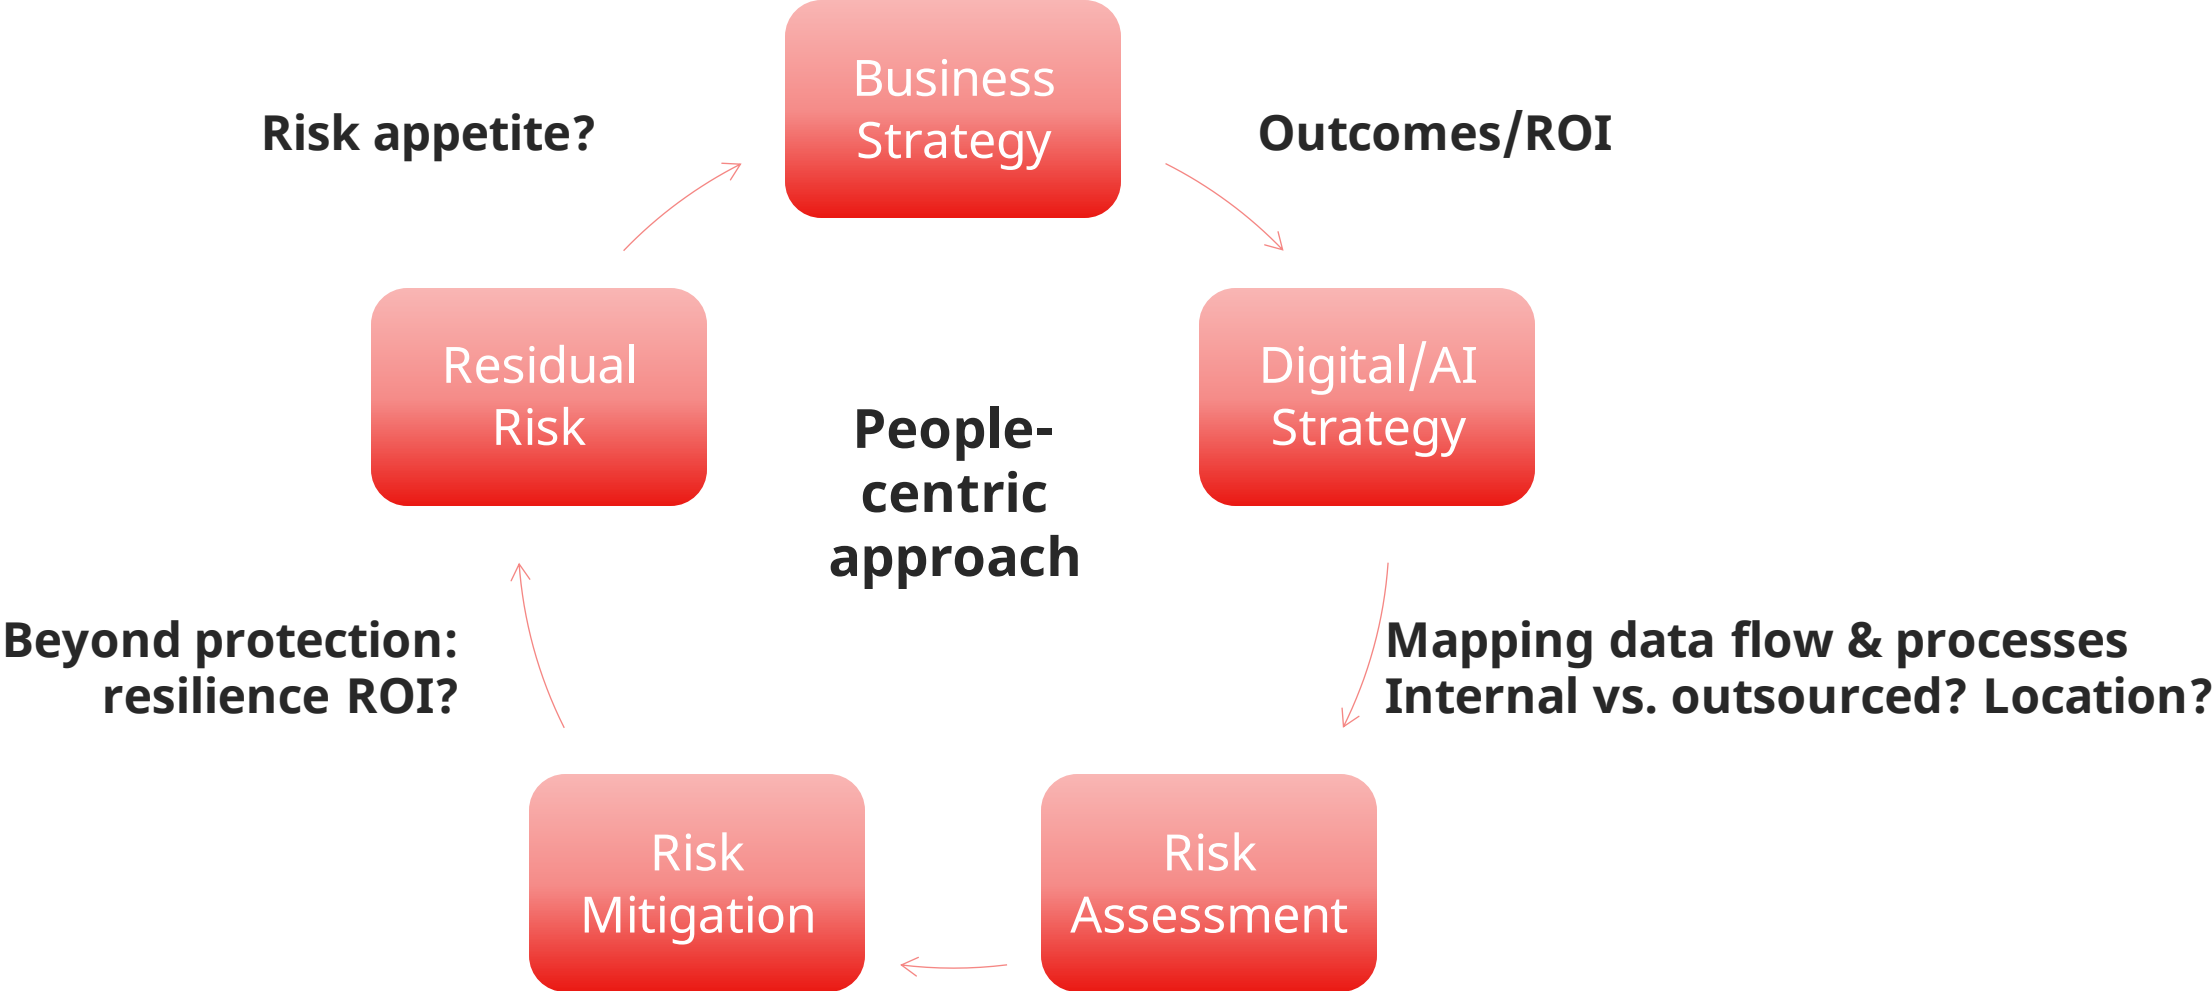 Business
Strategy
Risk appetite?
Outcomes/ROI
Residual
Risk
Digital/AI
Strategy
People-
centric
approach
Beyond protection:
resilience ROI?
Mapping data flow & processes
Internal vs. outsourced? Location?
Risk
Mitigation
Risk
Assessment